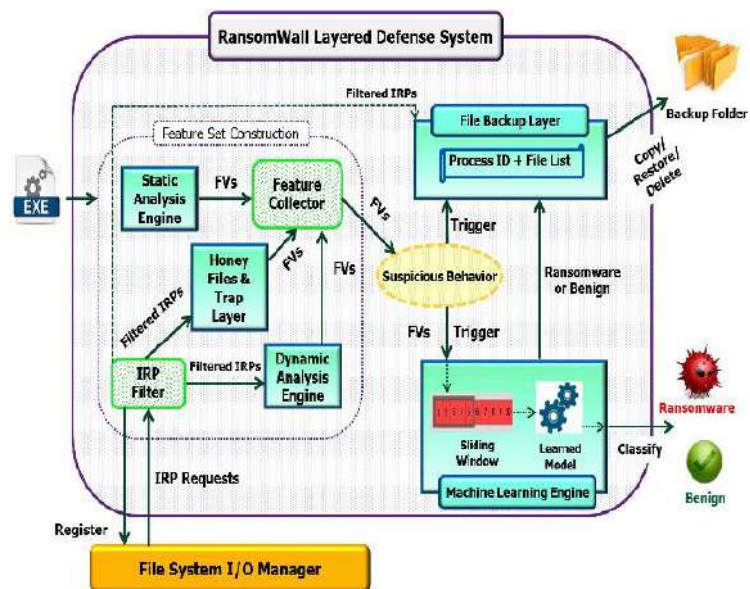 RansomWall Layered Defense System
Filtered IRPs
Backup Folder
Feature Set Construction
File Backup Layer
Process ID + File List
Copy/
Restore/
Delete
EXE
Static
Analysis
Engine
FVs
Feature
Collector
FVs
Trigger
Honey
Files &
Trap
Layer
FVs
FVs
Suspicious Behavior
Ransomware
or Benign
Filtered IRPs
FVs
Trigger
IRP
Filter
Filtered IRPs
Dynamic
Analysis
Engine
Ransomware
Sliding
Window
Learned
Model
Classify
IRP Requests
Machine Learning Engine
Benign
Register
File System I/O Manager